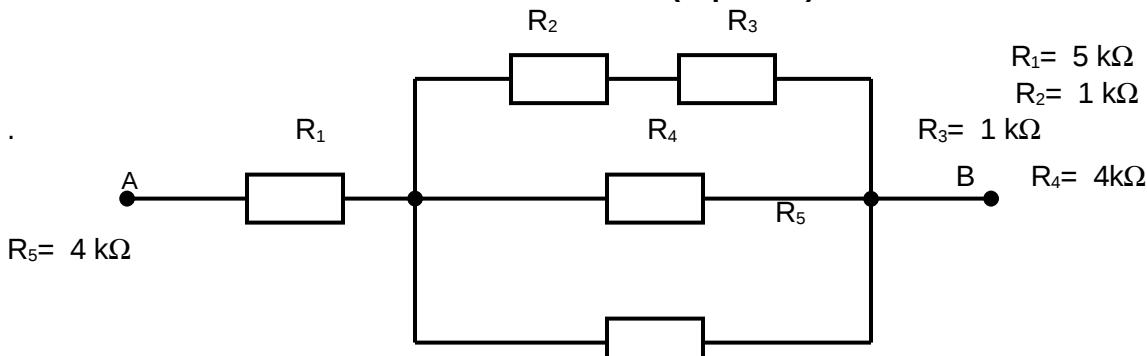 R₂ R₃
R₁= 5 kΩ
R₂= 1 kΩ
. R₁ R₄ R₃= 1 kΩ
A B R₄= 4kΩ
R₅
R₅= 4 kΩ